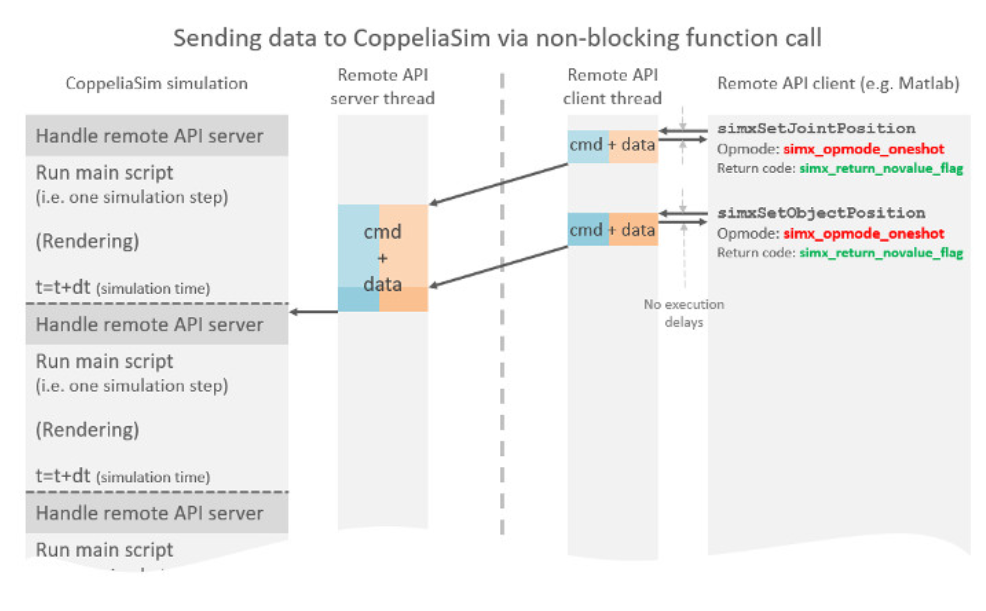 Sending data to CoppeliaSim via non-blocking function call
CoppeliaSim simulation
Remote API
server thread
Remote API
client thread
Remote API client (e.g. Matlab)
Handle remote API server
Run main script
(i.e. one simulation step)
(Rendering)
t=t+dt (simulation time)
Handle remote API server
Run main script
(i.e. one simulation step)
(Rendering)
t=t+dt (simulation time)
Handle remote API server
Run main script
cmd
+
data
cmd + data
cmd + data
No execution
delays
simxSetJointPosition
Opmode: simx_opmode_oneshot
Return code: simx_return_novalue_flag
simxSetObjectPosition
Opmode: simx_opmode_oneshot
Return code: simx_return_novalue_flag